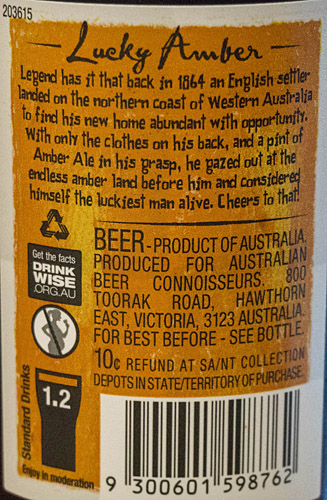 203615
Lucky Amber
Legend has it that back in 1864 an English settler
landed on the northern coast of Western Australia
to find his new home abundant with opportunity.
With only the clothes on his back, and a pint of
Amber Ale in his grasp, he gazed out at the
endless amber land before him and considered
himself the luckiest man alive. Cheers to that!
BEER - PRODUCT OF AUSTRALIA.
PRODUCED FOR AUSTRALIAN
BEER CONNOISSEURS. 800
TOORAK ROAD, HAWTHORN
EAST, VICTORIA, 3123 AUSTRALIA.
FOR BEST BEFORE - SEE BOTTLE.
10¢ REFUND AT SA/NT COLLECTION
DEPOTS IN STATE/TERRITORY OF PURCHASE.
Get the facts
DRINK
WISE
.ORG.AU
Standard Drinks
1.2
Enjoy in moderation
9 300601 598762